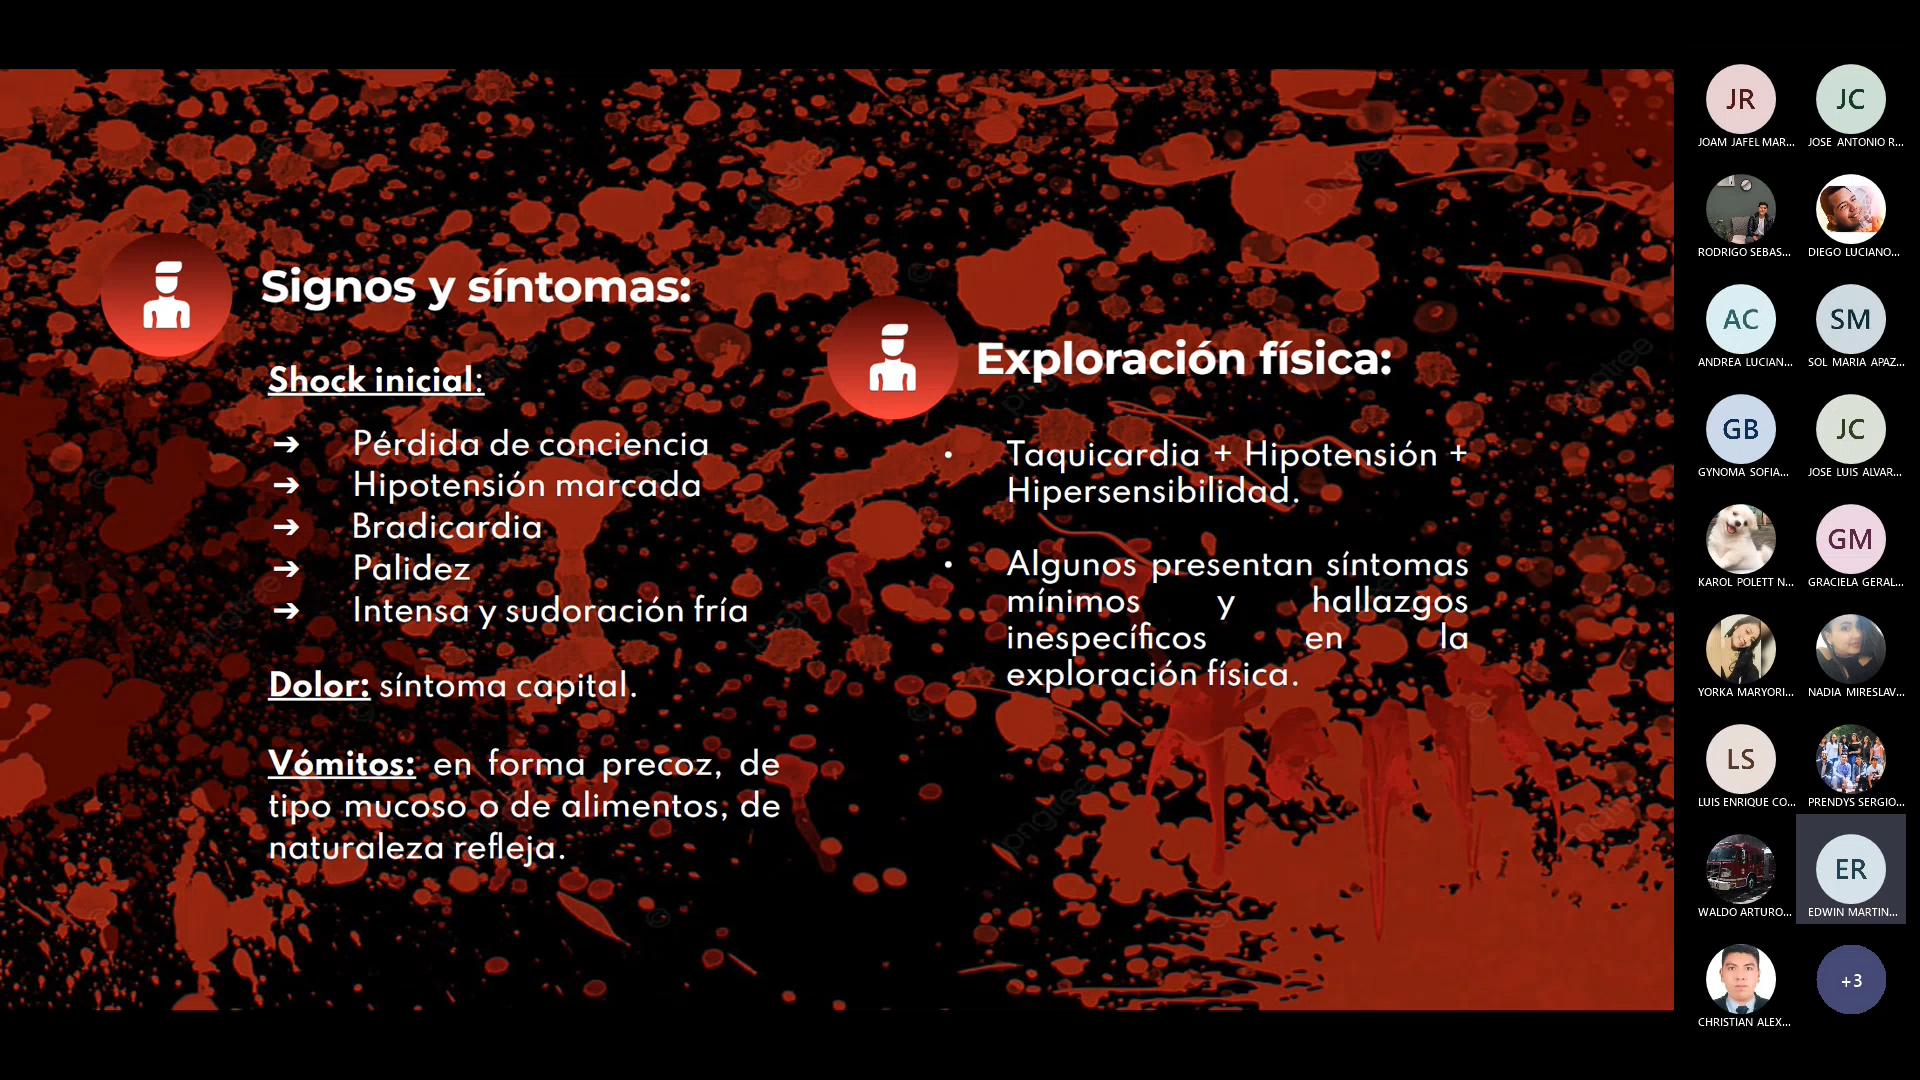 Signos y síntomas:
Shock inicial:
➔ Pérdida de conciencia
➔ Hipotensión marcada
➔ Bradicardia
➔ Palidez
➔ Intensa y sudoración fría
Dolor: síntoma capital.
Vómitos: en forma precoz, de
tipo mucoso o de alimentos, de
naturaleza refleja.
Exploración física:
• Taquicardia + Hipotensión +
Hipersensibilidad.
• Algunos presentan síntomas
mínimos y hallazgos
inespecíficos en la
exploración física.
JR
JOAM JAFEL MAR...
JC
JOSE ANTONIO R...
RODRIGO SEBAS...
DIEGO LUCIANO...
AC
ANDREA LUCIAN...
SM
SOL MARIA APAZ...
GB
GYNOMA SOFIA...
JC
JOSE LUIS ALVAR...
KAROL POLETT N...
GM
GRACIELA GERAL...
YORKA MARYORI...
NADIA MIRESLAV...
LS
LUIS ENRIQUE CO...
PRENDYS SERGIO...
WALDO ARTURO...
ER
EDWIN MARTIN...
CHRISTIAN ALEX...
+3
pngtree